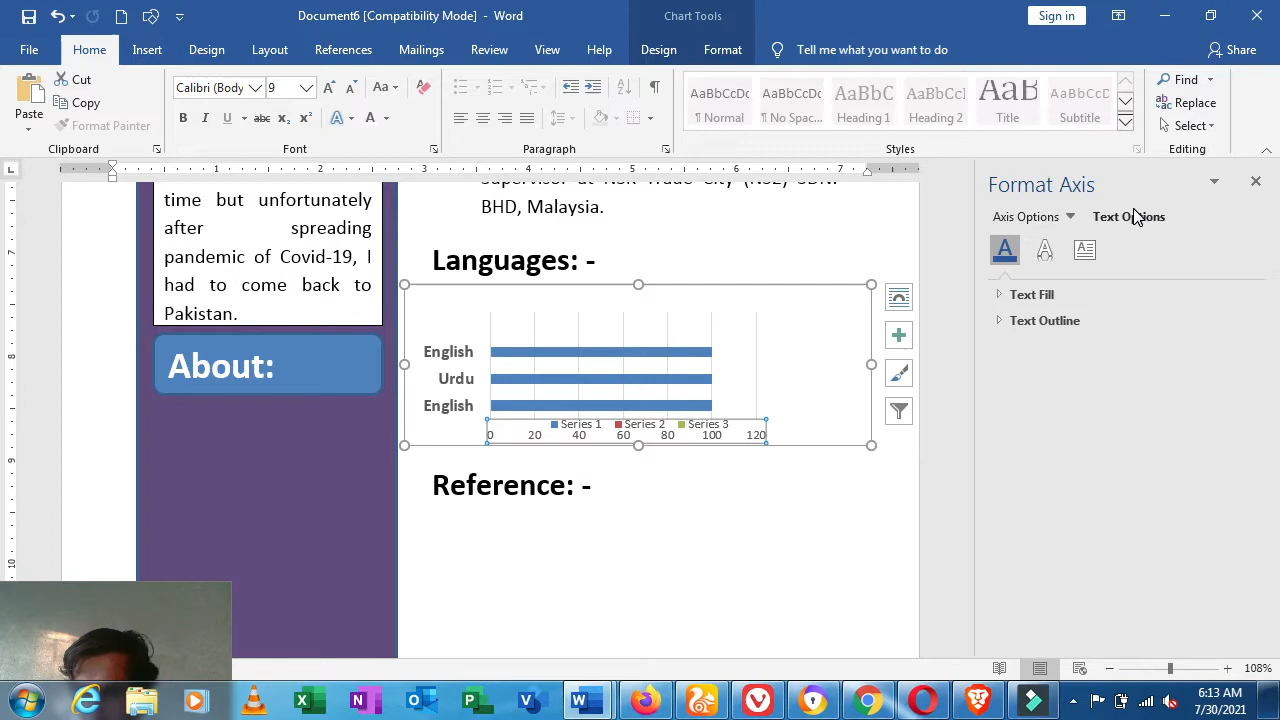 Document6 [Compatibility Mode] - Word
Chart Tools
Sign in
File
Home
Insert
Design
Layout
References
Mailings
Review
View
Help
Design
Format
Tell me what you want to do
Share
Paste
Cut
Copy
Format Painter
Clipboard
Calibri (Body
9
Font
Paragraph
AaBbCcDc
¶ Normal
AaBbCcDc
¶ No Spac...
AaBbC
Heading 1
AaBbCcD
Heading 2
AaBb
Title
AaBbCcD
Subtitle
Styles
Find
Replace
Select
Editing
time but unfortunately
after spreading
pandemic of Covid-19, I
had to come back to
Pakistan.
About:
BHD, Malaysia.
Languages: -
English
Urdu
English
Series 1
Series 2
Series 3
0 20 40 60 80 100 120
Reference: -
Format Axis
Axis Options
Text Options
Text Fill
Text Outline
108%
6:13 AM
7/30/2021